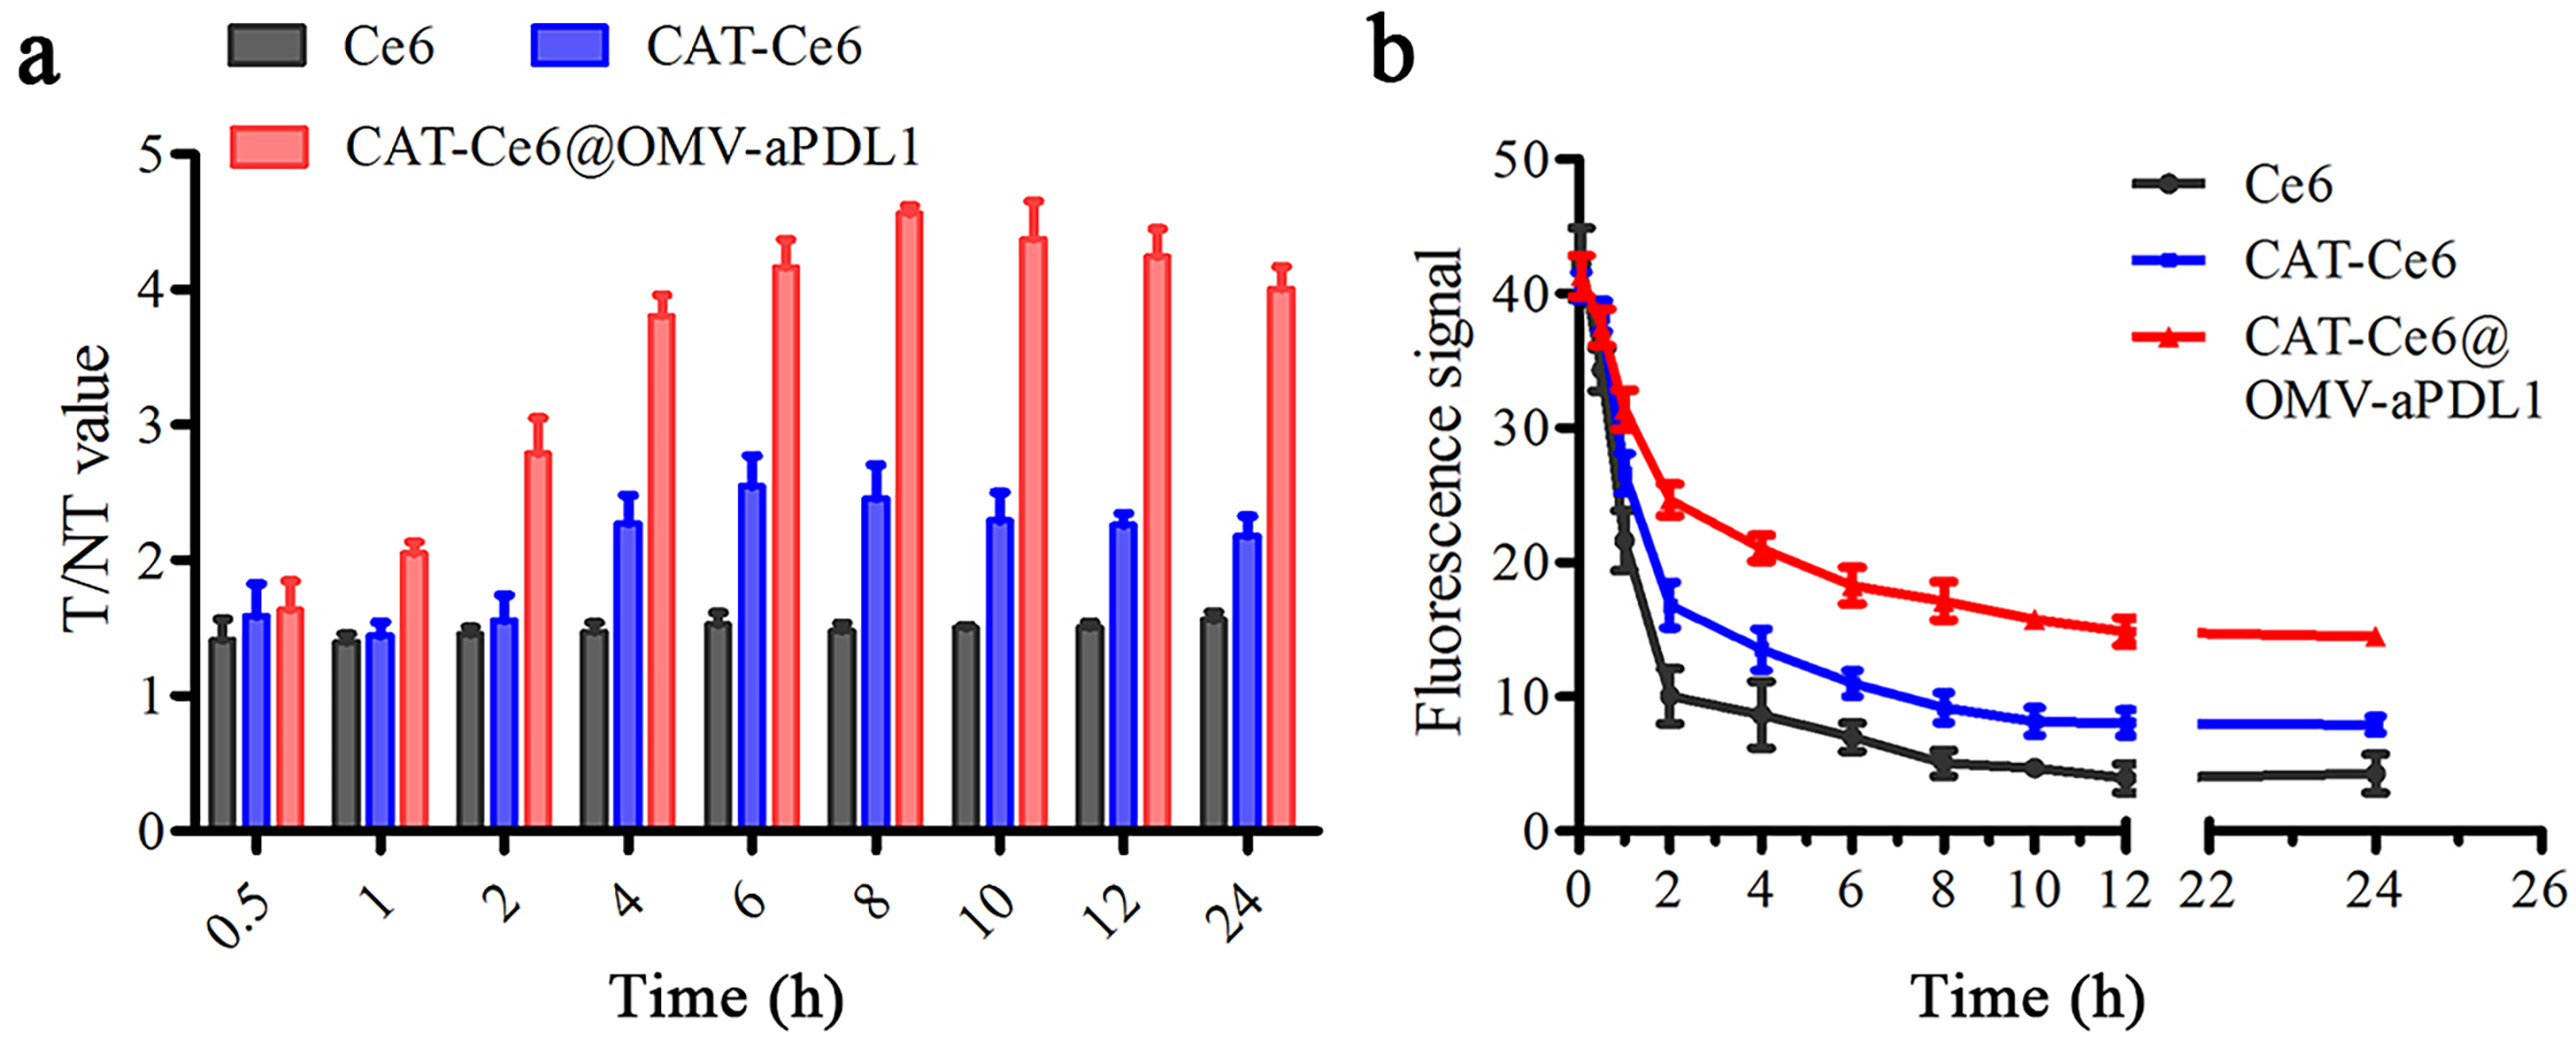 a
Ce6
CAT-Ce6
CAT-Ce6@OMV-aPDL1
T/NT value
5
4
3
2
1
0
0.5 1 2 4 6 8 10 12 24
Time (h)
b
Ce6
CAT-Ce6
CAT-Ce6@
OMV-aPDL1
Fluorescence signal
50
40
30
20
10
0
0 2 4 6 8 10 12 22 24 26
Time (h)